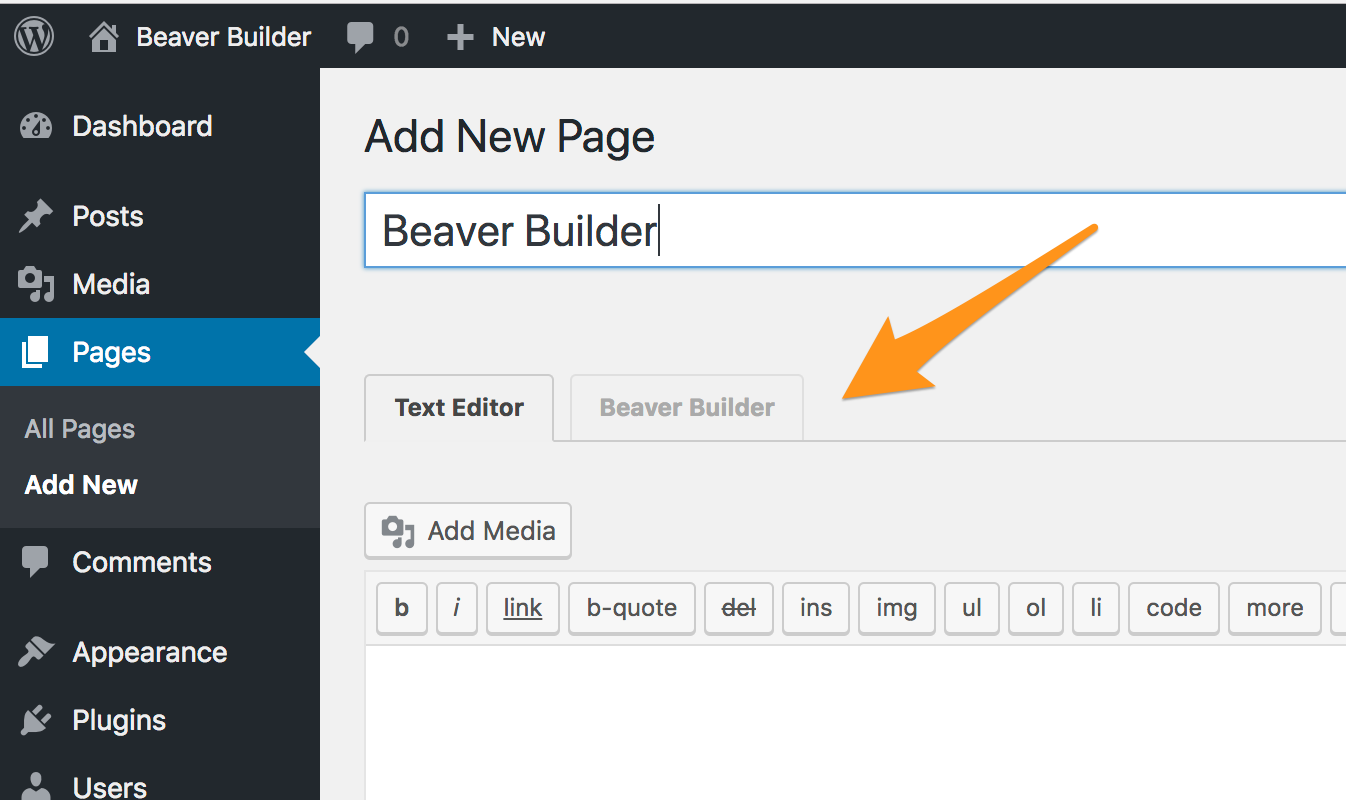 Beaver Builder 0 New
Dashboard
Posts
Media
Pages
All Pages
Add New
Comments
Appearance
Plugins
Users
Add New Page
Beaver Builder
Text Editor Beaver Builder
Add Media
b i link b-quote del ins img ul ol li code more